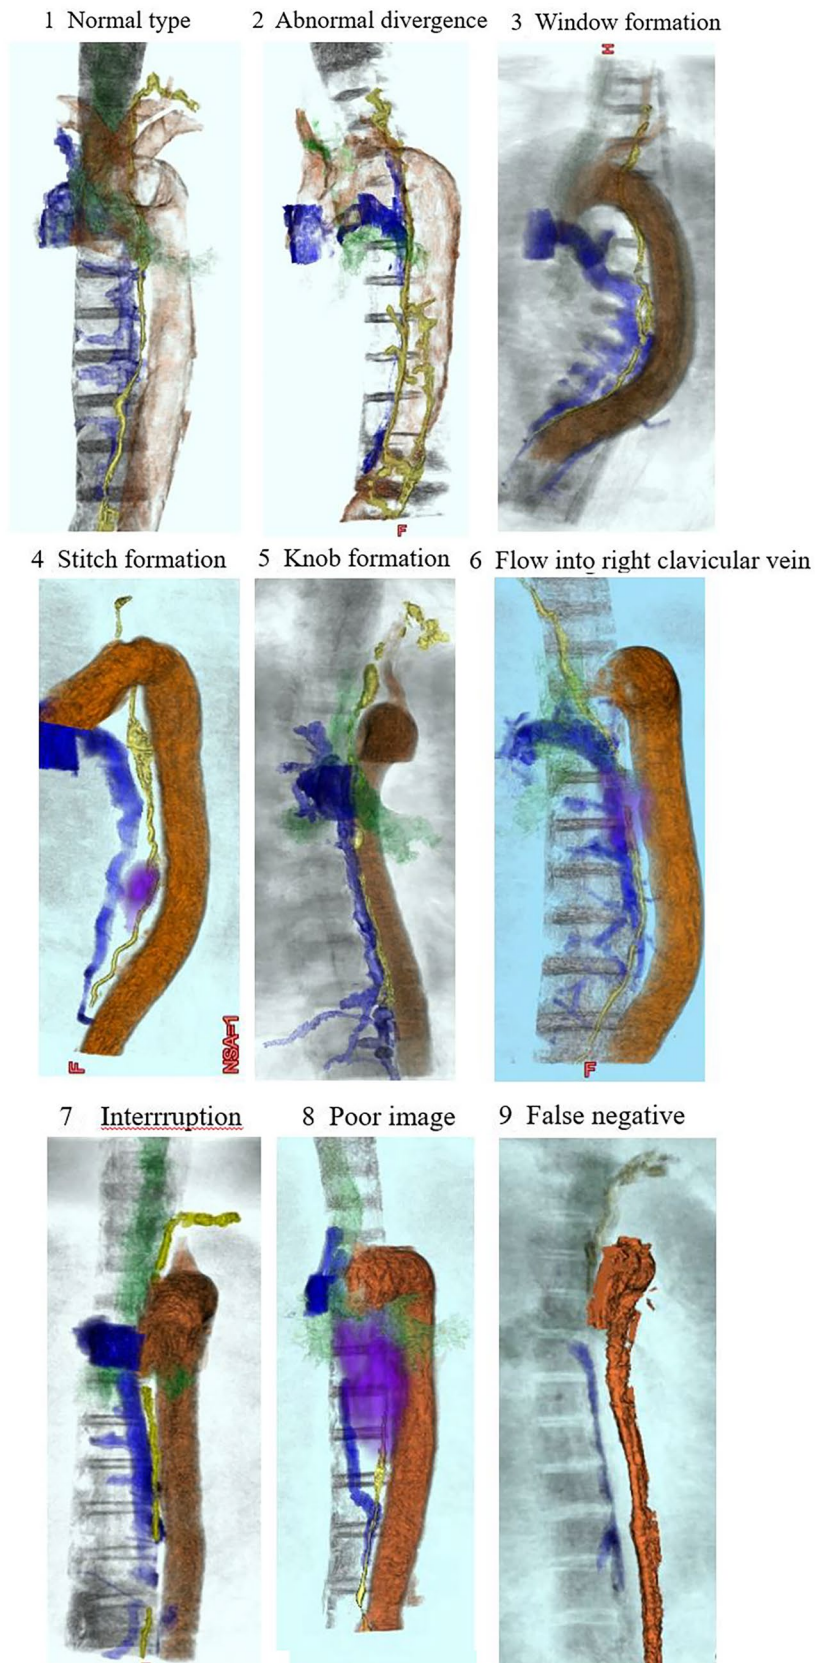 1 Normal type
2 Abnormal divergence
3 Window formation
H
F
4 Stitch formation
5 Knob formation
6 Flow into right clavicular vein
F
NSA=1
F
7 Interrruption
8 Poor image
9 False negative